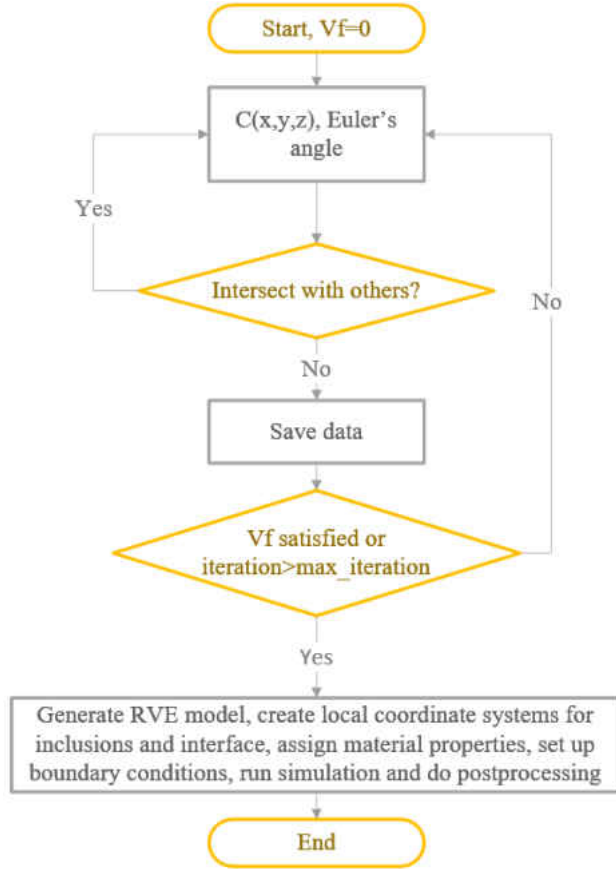 Start, Vf=0
C(x,y,z), Euler's
angle
Yes
Intersect with others?
No
No
Save data
Vf satisfied or
iteration>max_iteration
Yes
Generate RVE model, create local coordinate systems for
inclusions and interface, assign material properties, set up
boundary conditions, run simulation and do postprocessing
End